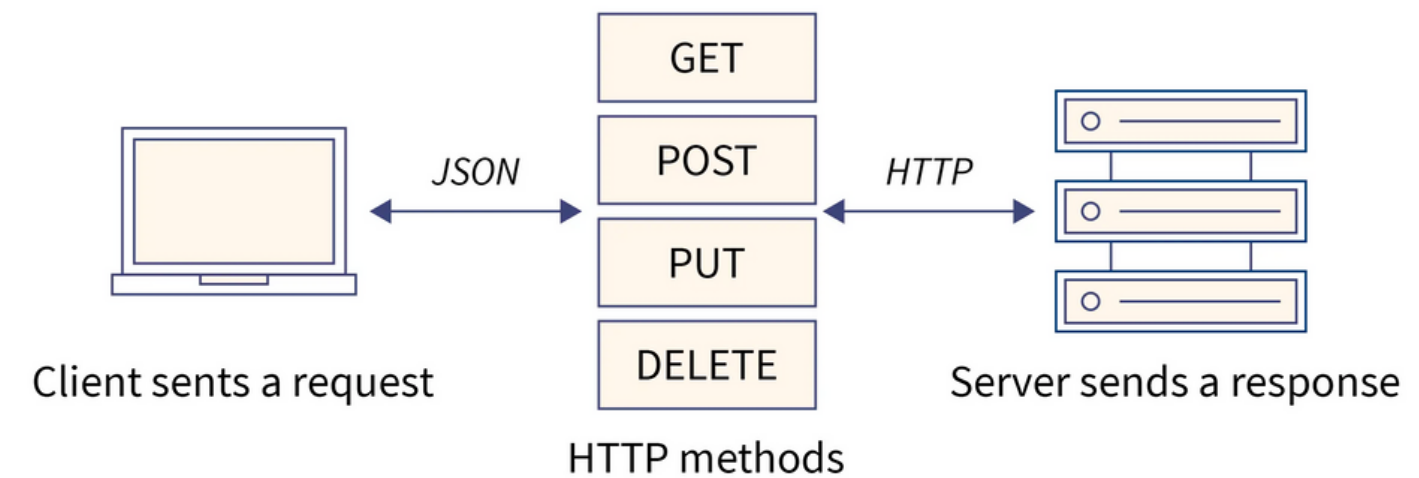 GET
POST
PUT
DELETE
JSON
HTTP
Client sents a request
HTTP methods
Server sends a response